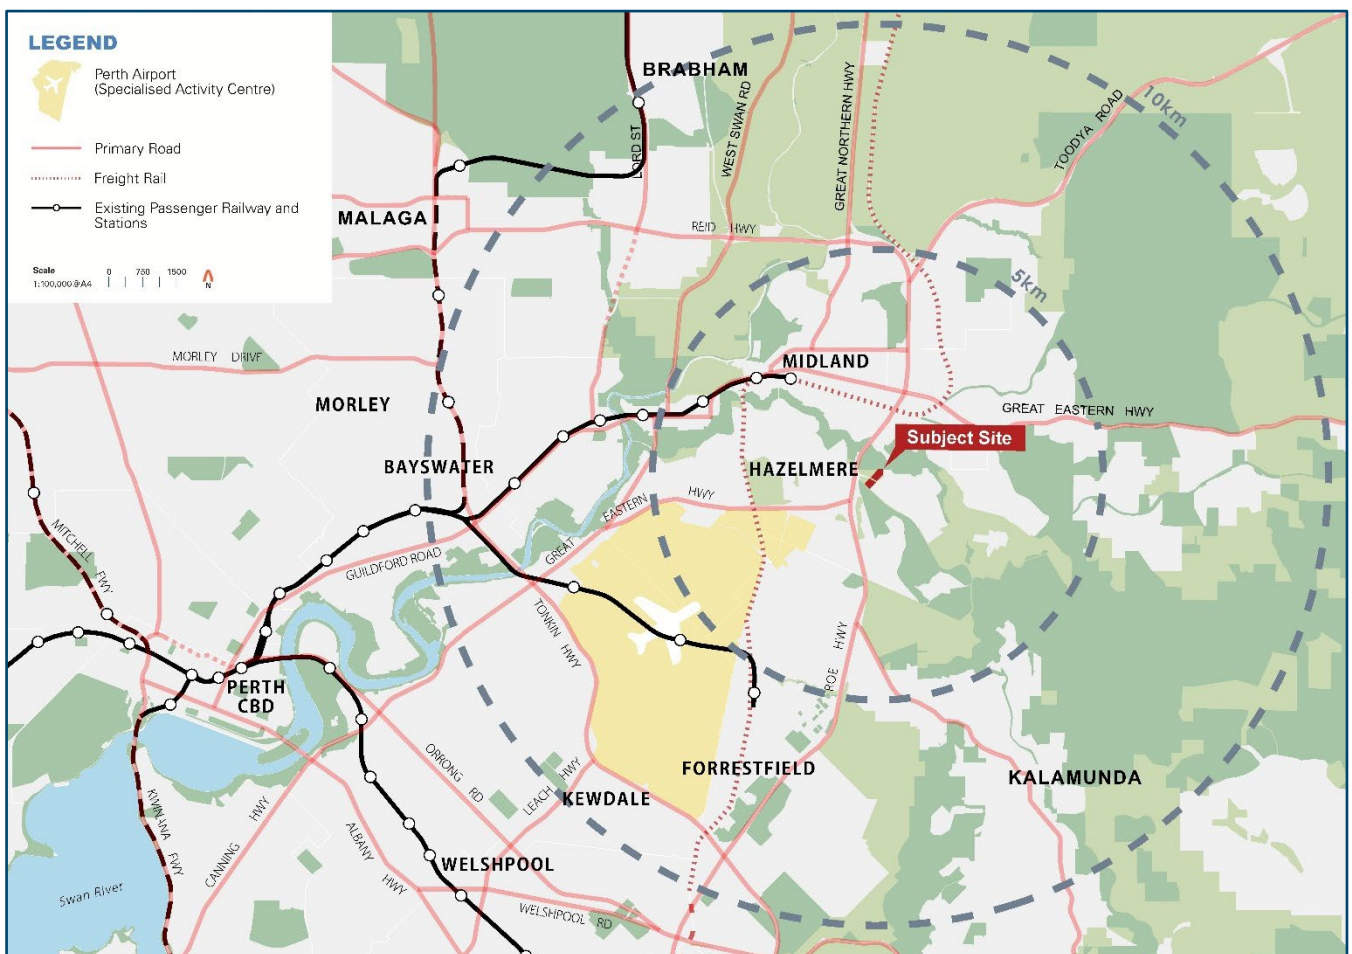 LEGEND
Perth Airport
(Specialised Activity Centre)
Primary Road
Freight Rail
Existing Passenger Railway and
Stations
Scale
1:100,000@A4
0 750 1500
N
BRABHAM
LORD ST
WEST SWAN RD
GREAT NORTHERN HWY
TOODYA ROAD
10km
MALAGA
REID HWY
5km
MORLEY DRIVE
MIDLAND
MORLEY
GREAT EASTERN HWY
Subject Site
BAYSWATER
HAZELMERE
GREAT EASTERN HWY
MITCHELL FWY
GUILDFORD ROAD
TONKIN HWY
ROE HWY
PERTH
CBD
ORRONG RD
LEACH HWY
FORRESTFIELD
KEWDALE
KALAMUNDA
CANNING HWY
ALBANY HWY
WELSHPOOL
Swan River
WELSHPOOL RD